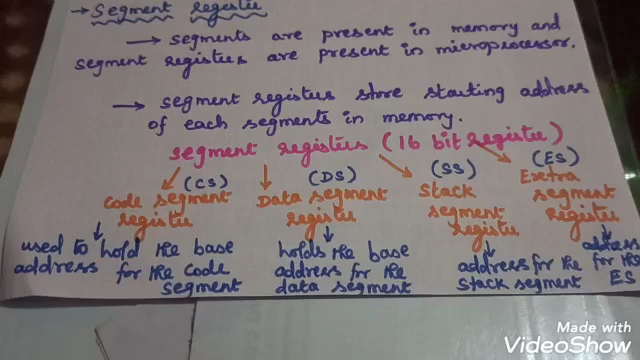 → Segment Registers
→ segments are present in memory and
segment registers are present in microprocessor.
→ segment registers store starting address
of each segments in memory.
segment registers (16 bit register)
(CS) (DS) (SS) (ES)
Code segment register
Data segment register
Stack segment register
Exetra segment register
used to hold the base
address for the code
segment
holds the base
address for the
data segment
address for the
stack segment
address
for the
ES
Made with
VideoShow